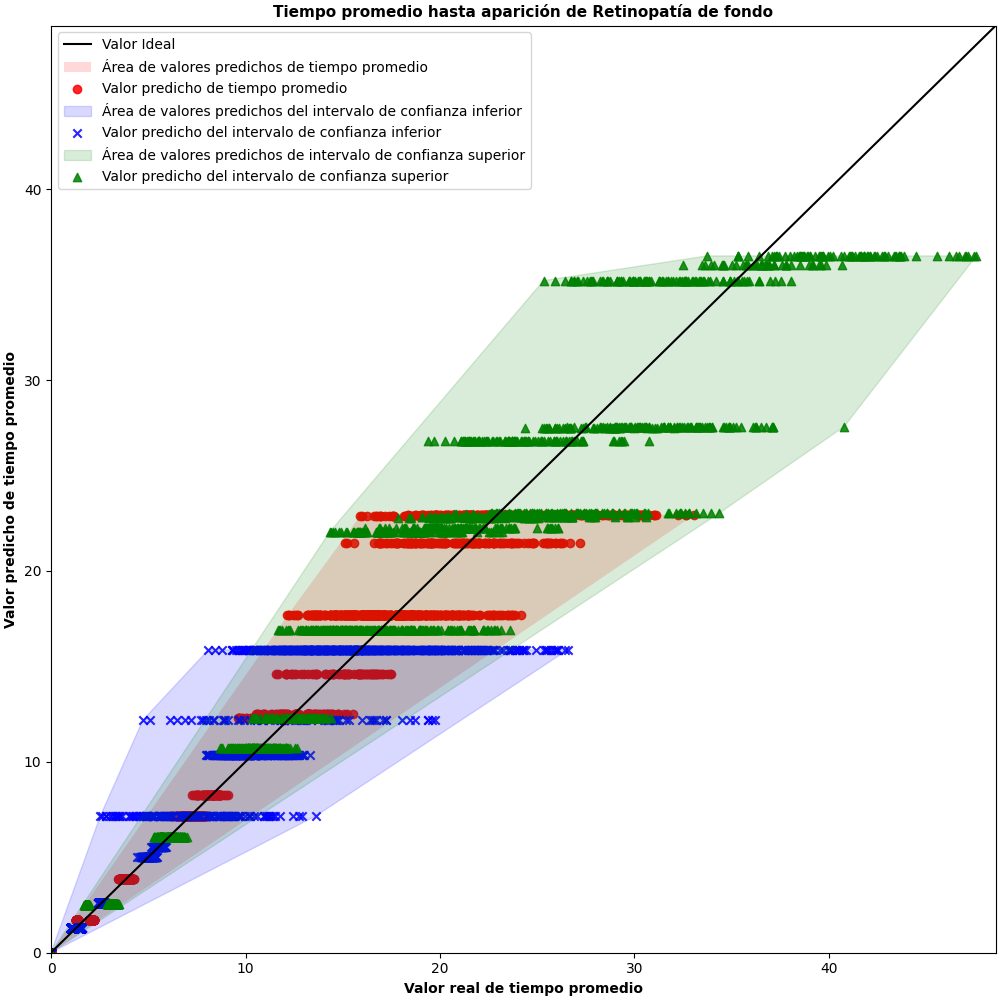 Tiempo promedio hasta aparición de Retinopatía de fondo
Valor Ideal
Área de valores predichos de tiempo promedio
Valor predicho de tiempo promedio
Área de valores predichos del intervalo de confianza inferior
Valor predicho del intervalo de confianza inferior
Área de valores predichos de intervalo de confianza superior
Valor predicho del intervalo de confianza superior
Valor predicho de tiempo promedio
40
30
20
10
0
0 10 20 30 40
Valor real de tiempo promedio